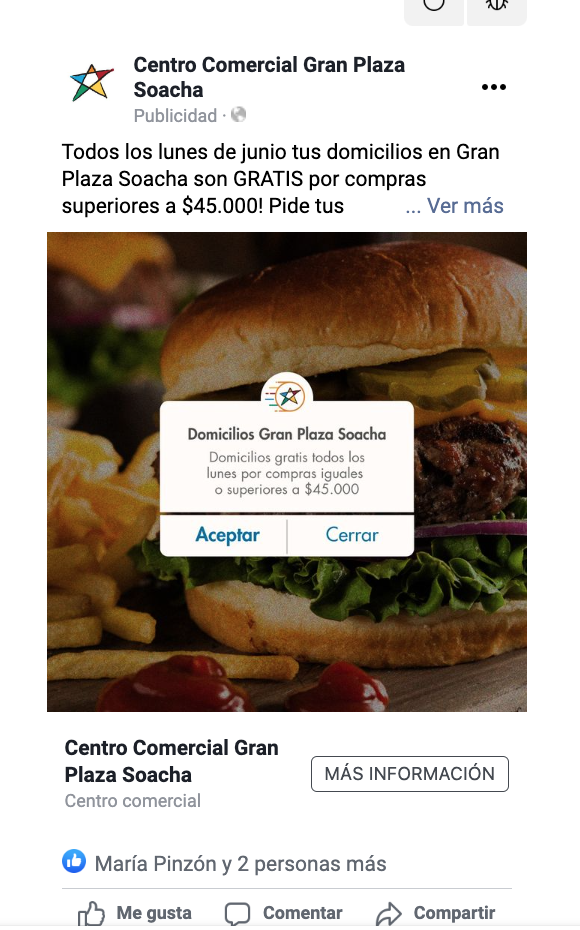 Centro Comercial Gran Plaza
Soacha
Publicidad ·
Todos los lunes de junio tus domicilios en Gran
Plaza Soacha son GRATIS por compras
superiores a $45.000! Pide tus ... Ver más
Domicilios Gran Plaza Soacha
Domicilios gratis todos los
lunes por compras iguales
o superiores a $45.000
Aceptar Cerrar
Centro Comercial Gran
Plaza Soacha
MÁS INFORMACIÓN
Centro comercial
María Pinzón y 2 personas más
Me gusta Comentar Compartir